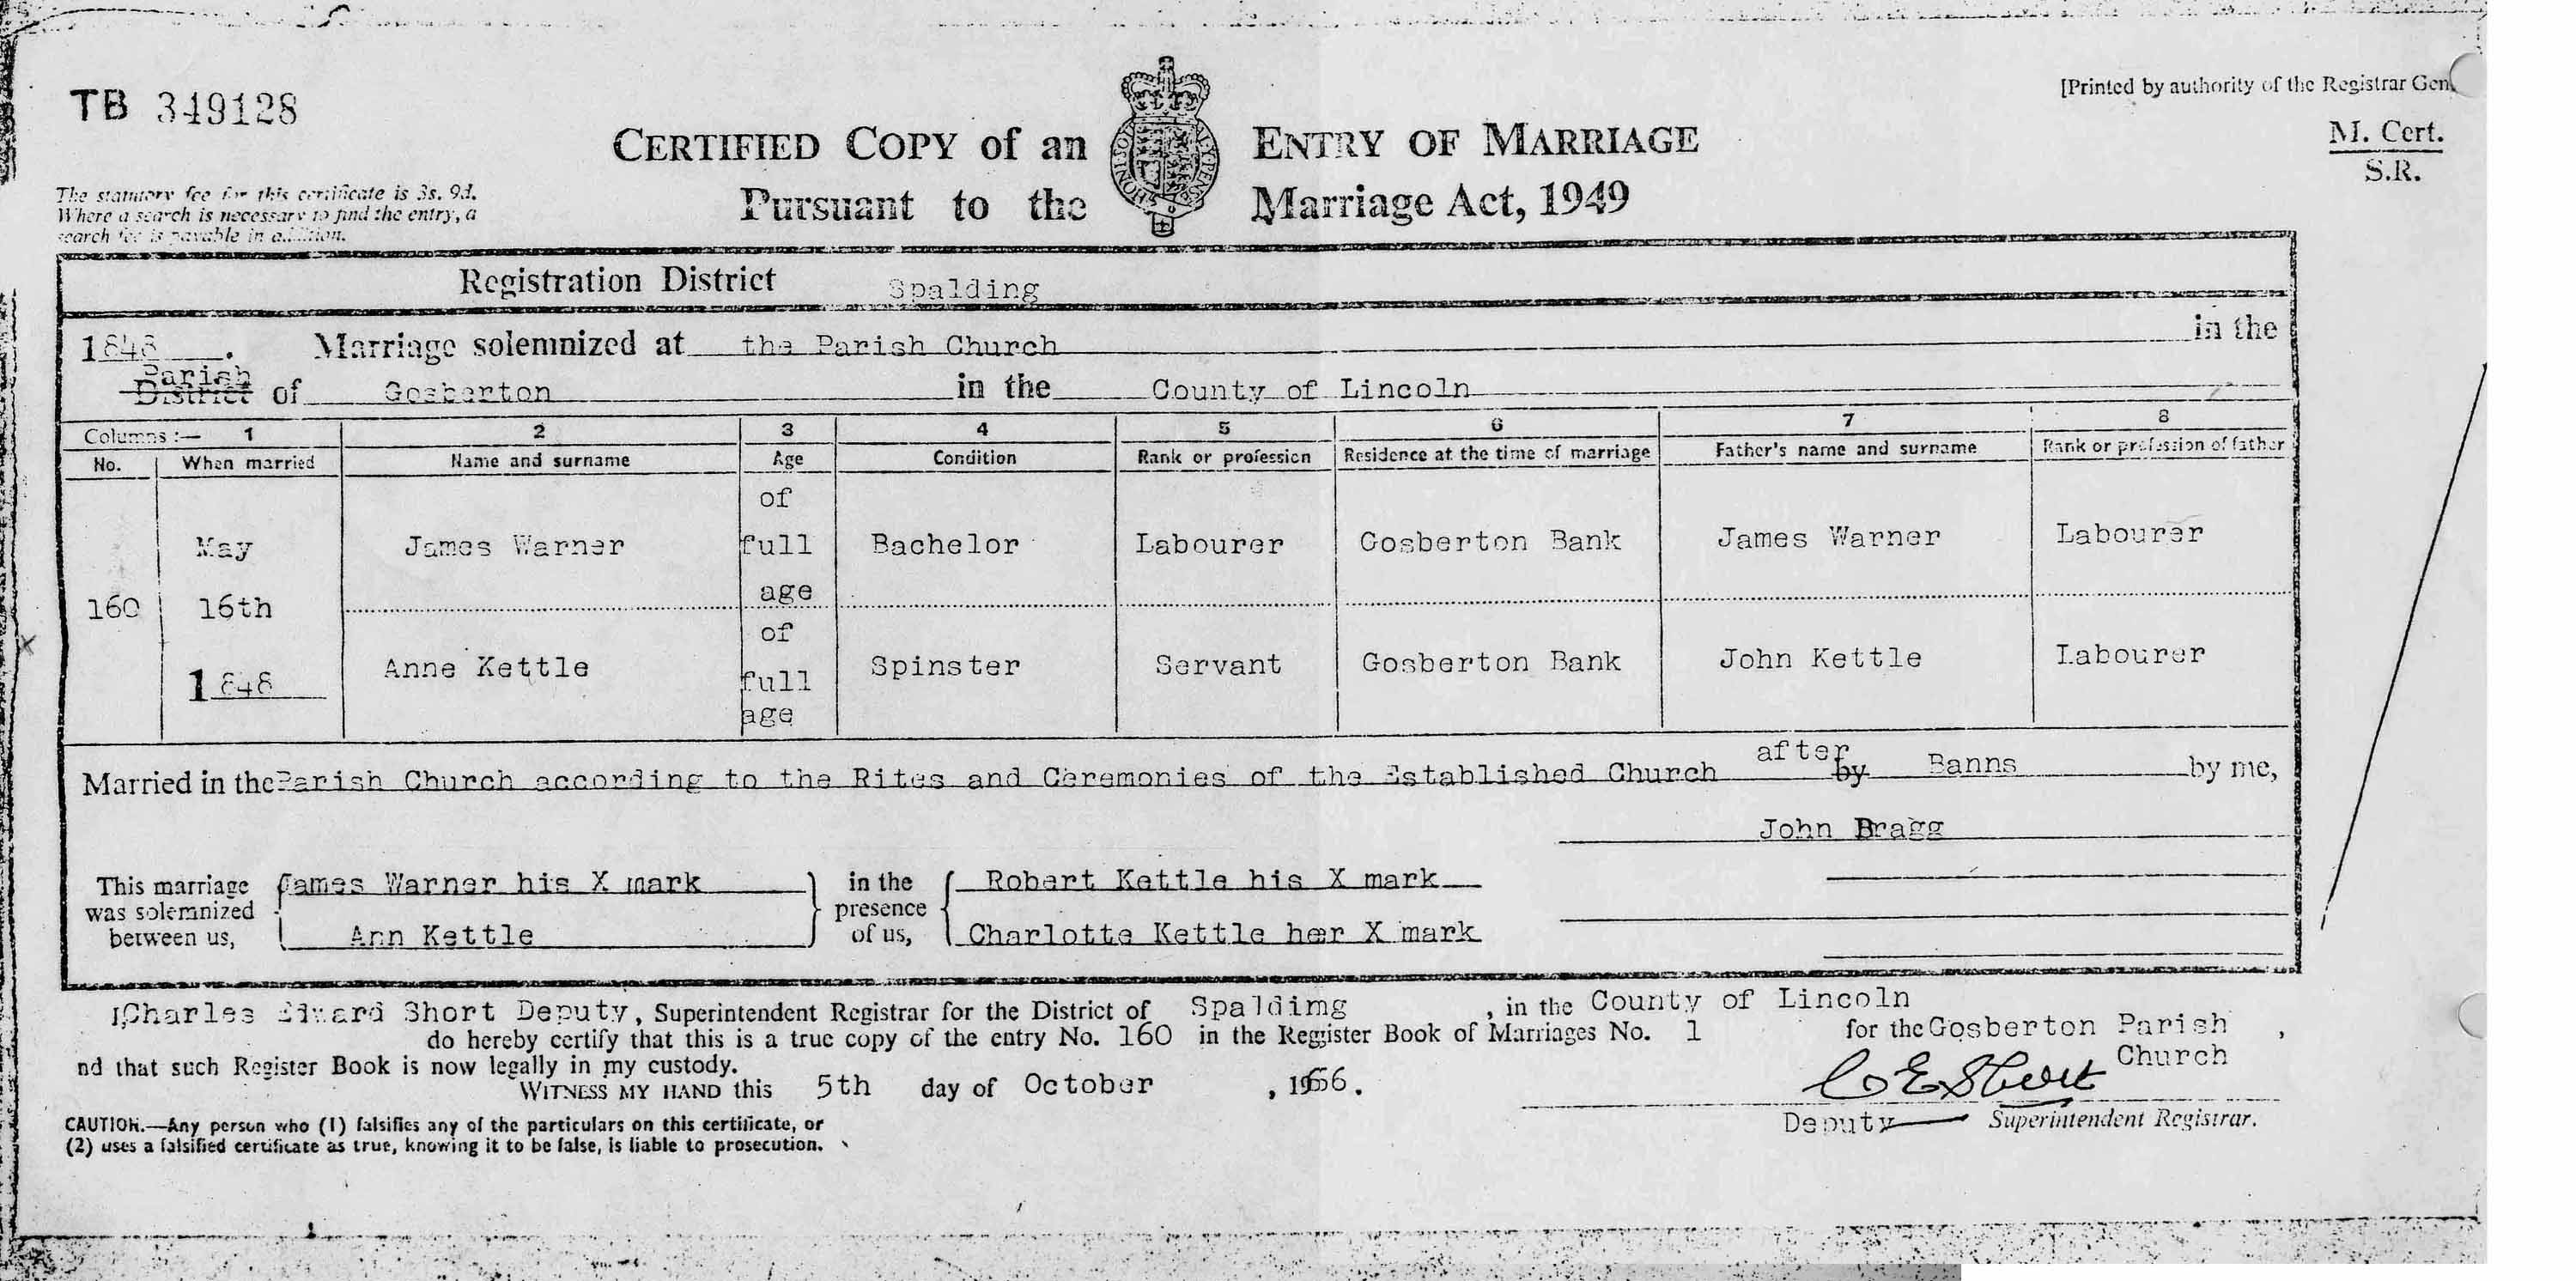 TB 349128
[Printed by authority of the Registrar Gen
M. Cert.
S.R.
CERTIFIED COPY of an ENTRY OF MARRIAGE
Pursuant to the Marriage Act, 1949
The statutory fee for this certificate is 3s. 9d.
Where a search is necessary to find the entry, a
search fee is payable in addition.
Registration District Spalding
1848. Marriage solemnized at the Parish Church in the
Parish
District of Gosberton in the County of Lincoln
Columns :— 1 2 3 4 5 6 7 8
No. When married Name and surname Age Condition Rank or profession Residence at the time of marriage Father's name and surname Rank or profession of father
of
May James Warner full Bachelor Labourer Gosberton Bank James Warner Labourer
age
160 16th
of
Anne Kettle Spinster Servant Gosberton Bank John Kettle Labourer
1848 full
age
Married in the Parish Church according to the Rites and Ceremonies of the Established Church after by Banns by me,
John Bragg
This marriage was solemnized between us, James Warner his X mark in the presence of us, Robert Kettle his X mark
Ann Kettle Charlotte Kettle her X mark
I, Charles Edward Short Deputy, Superintendent Registrar for the District of Spaldimg, in the County of Lincoln
do hereby certify that this is a true copy of the entry No. 160 in the Register Book of Marriages No. 1 for the Gosberton Parish,
Church
nd that such Register Book is now legally in my custody.
WITNESS MY HAND this 5th day of October, 1966.
C E Short
Deputy Superintendent Registrar.
CAUTION.—Any person who (1) falsifies any of the particulars on this certificate, or
(2) uses a falsified certificate as true, knowing it to be false, is liable to prosecution.